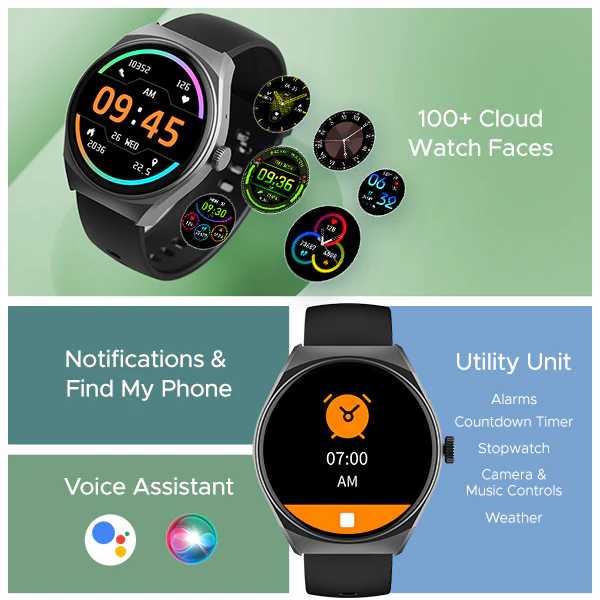 10352
126
AM
09:45
26 WED
2036
22.5
100+ Cloud
Watch Faces
09:36
09:30
06
32
126
Notifications &
Find My Phone
Voice Assistant
07:00
AM
Utility Unit
Alarms
Countdown Timer
Stopwatch
Camera &
Music Controls
Weather